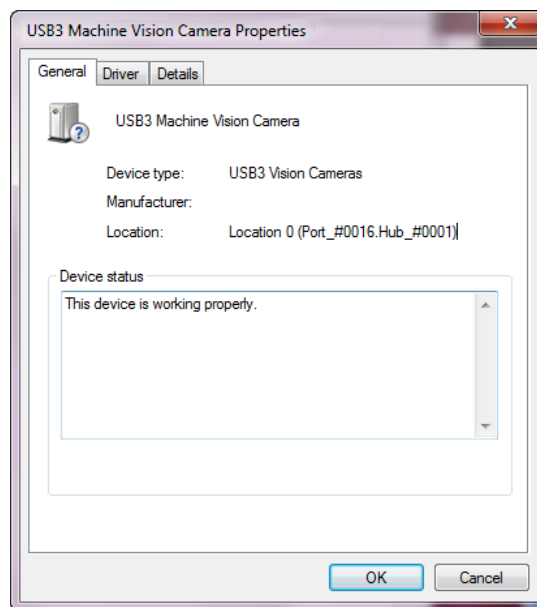 USB3 Machine Vision Camera Properties
X
General Driver Details
?
USB3 Machine Vision Camera
Device type: USB3 Vision Cameras
Manufacturer:
Location: Location 0 (Port_#0016.Hub_#0001)
Device status
This device is working properly.
OK Cancel